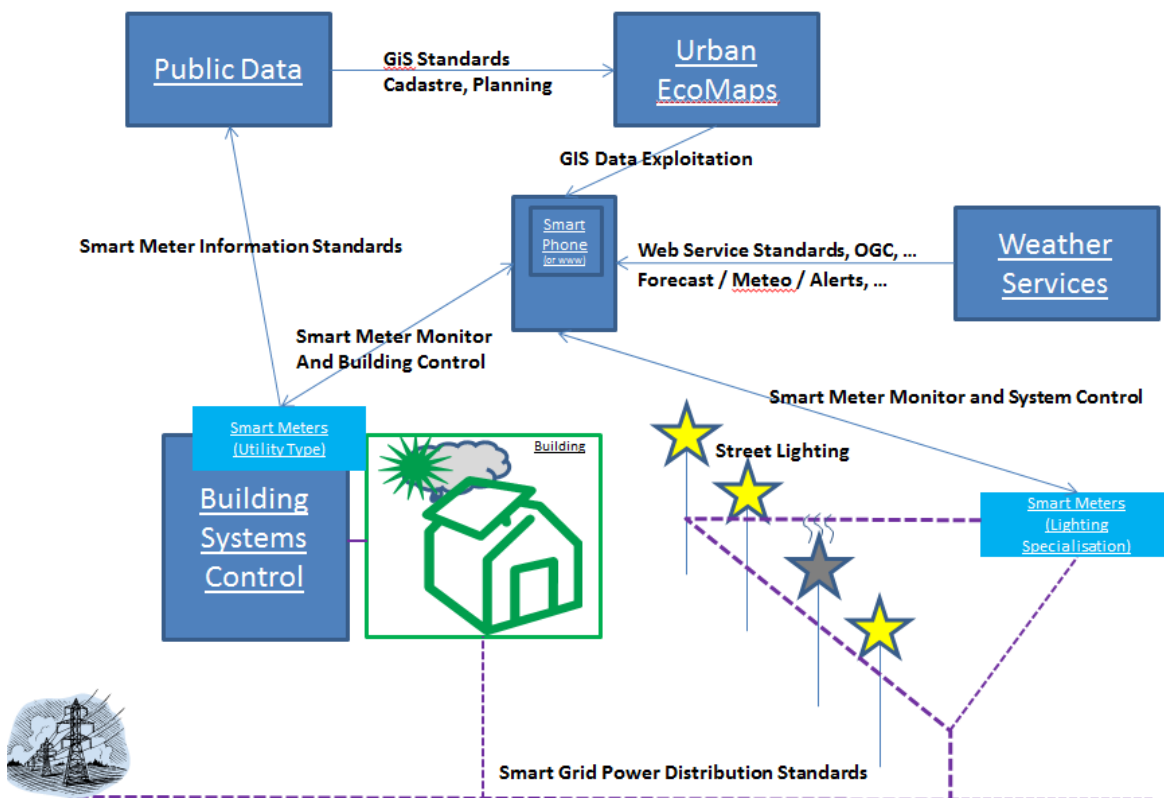 Public Data
GiS Standards
Cadastre, Planning
Urban
EcoMaps
GIS Data Exploitation
Smart
Phone
(or www)
Smart Meter Information Standards
Web Service Standards, OGC, ...
Forecast / Meteo / Alerts, ...
Weather
Services
Smart Meter Monitor
And Building Control
Smart Meter Monitor and System Control
Smart Meters
(Utility Type)
Building
Systems
Control
Building
Street Lighting
Smart Meters
(Lighting
Specialisation)
Smart Grid Power Distribution Standards